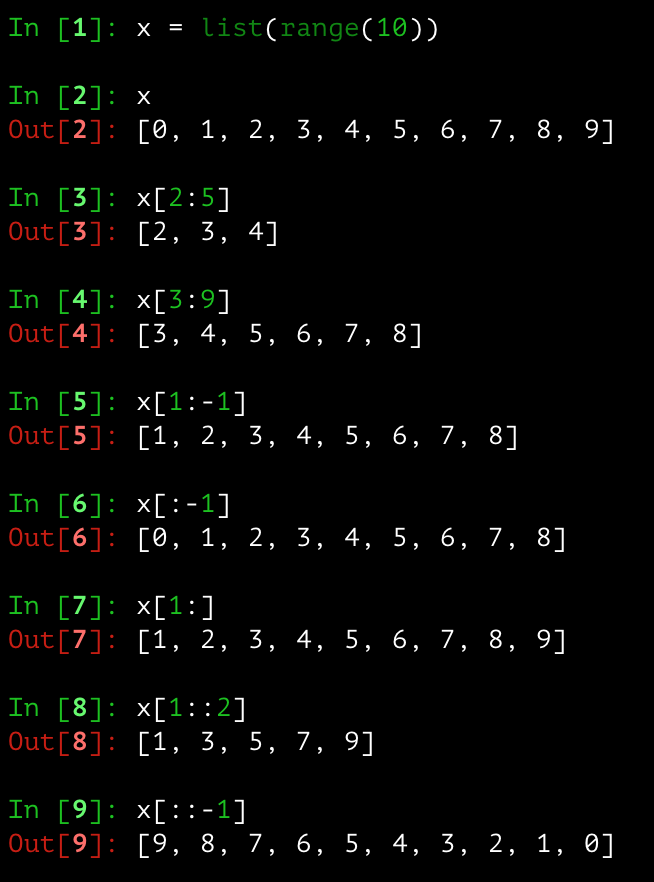 In [1]: x = list(range(10))
In [2]: x
Out[2]: [0, 1, 2, 3, 4, 5, 6, 7, 8, 9]
In [3]: x[2:5]
Out[3]: [2, 3, 4]
In [4]: x[3:9]
Out[4]: [3, 4, 5, 6, 7, 8]
In [5]: x[1:-1]
Out[5]: [1, 2, 3, 4, 5, 6, 7, 8]
In [6]: x[:-1]
Out[6]: [0, 1, 2, 3, 4, 5, 6, 7, 8]
In [7]: x[1:]
Out[7]: [1, 2, 3, 4, 5, 6, 7, 8, 9]
In [8]: x[1::2]
Out[8]: [1, 3, 5, 7, 9]
In [9]: x[::-1]
Out[9]: [9, 8, 7, 6, 5, 4, 3, 2, 1, 0]